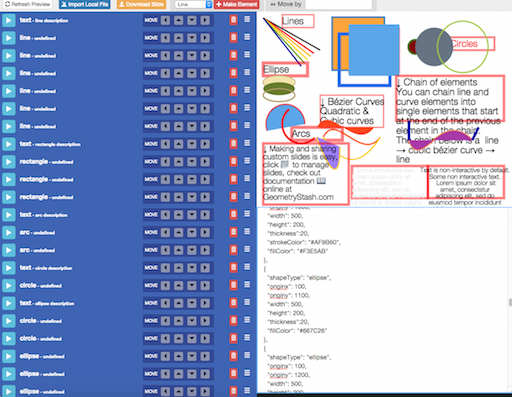 Refresh Preview
Import Local File
Download Slide
Line
Make Element
Move by
text - line description
MOVE
line - undefined
MOVE
line - undefined
MOVE
line - undefined
MOVE
line - undefined
MOVE
line - undefined
MOVE
line - undefined
MOVE
text - rectangle description
MOVE
rectangle - undefined
MOVE
rectangle - undefined
MOVE
rectangle - undefined
MOVE
text - arc description
MOVE
arc - undefined
MOVE
arc - undefined
MOVE
text - circle description
MOVE
circle - undefined
MOVE
text - ellipse description
MOVE
circle - undefined
MOVE
circle - undefined
MOVE
ellipse - undefined
MOVE
ellipse - undefined
MOVE
ellipse - undefined
MOVE
Lines
Circles
Ellipse
↓ Bézier Curves
Quadratic &
Cubic curves
Arcs
↓ Chain of elements
You can chain line and
curve elements into
single elements that start
at the end of the previous
element in the chain.
The chain below is a line
→ cubic bézier curve →
line
↓ Making and sharing
custom slides is easy,
click to manage
slides, check out
documentation
online at
GeometryStash.com
Text is non-interactive by default.
Some non interactive text.
Lorem ipsum dolor sit
amet, consectetur
adipiscing elit, sed do
eiusmod tempor incididunt
"width": 500,
"height": 200,
"thickness":20,
"strokeColor": "#AF9B60",
"fillColor": "#F3E5AB"
},
{
"shapeType": "ellipse",
"originx": 100,
"originy": 1100,
"width": 500,
"height": 200,
"thickness":20,
"fillColor": "#667C26"
},
{
"shapeType": "ellipse",
"originx": 100,
"originy": 1200,
"width": 500,
"height": 200,